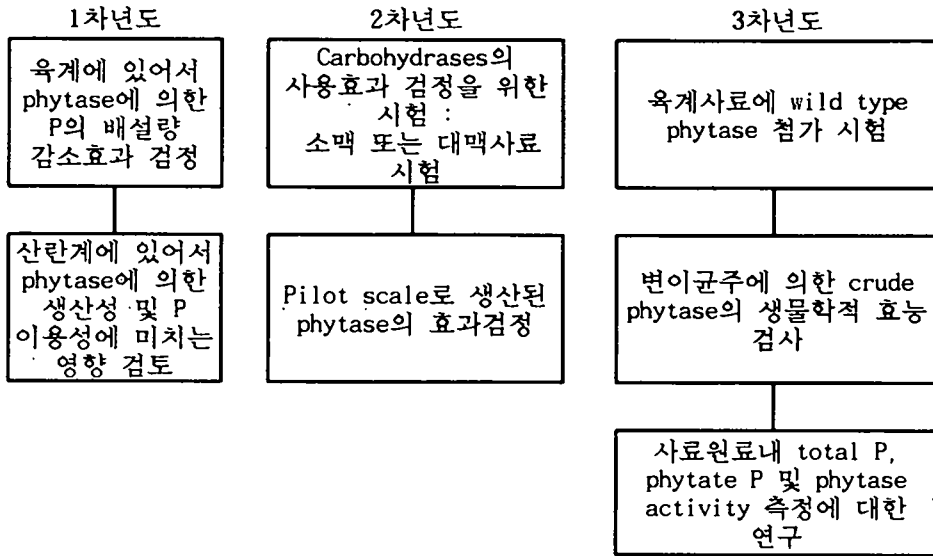 1차년도
육계에 있어서
phytase에 의한
P의 배설량
감소효과 검정
산란계에 있어서
phytase에 의한
생산성 및 P
이용성에 미치는
영향 검토
2차년도
Carbohydrases의
사용효과 검정을 위한
시험 :
소맥 또는 대맥사료
시험
Pilot scale로 생산된
phytase의 효과검정
3차년도
육계사료에 wild type
phytase 첨가 시험
변이균주에 의한 crude
phytase의 생물학적 효능
검사
사료원료내 total P,
phytate P 및 phytase
activity 측정에 대한
연구